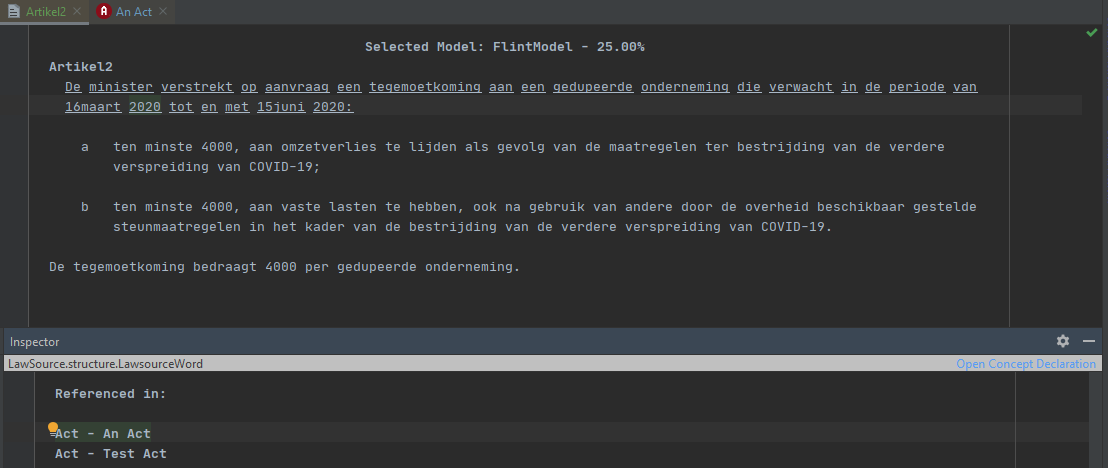 Artikel2
A An Act
Selected Model: FlintModel - 25.00%
Artikel2
De minister verstrekt op aanvraag een tegemoetkoming aan een gedupeerde onderneming die verwacht in de periode van
16maart 2020 tot en met 15juni 2020:
a ten minste 4000, aan omzetverlies te lijden als gevolg van de maatregelen ter bestrijding van de verdere
verspreiding van COVID-19;
b ten minste 4000, aan vaste lasten te hebben, ook na gebruik van andere door de overheid beschikbaar gestelde
steunmaatregelen in het kader van de bestrijding van de verdere verspreiding van COVID-19.
De tegemoetkoming bedraagt 4000 per gedupeerde onderneming.
Inspector
LawSource.structure.LawsourceWord Open Concept Declaration
Referenced in:
Act - An Act
Act - Test Act